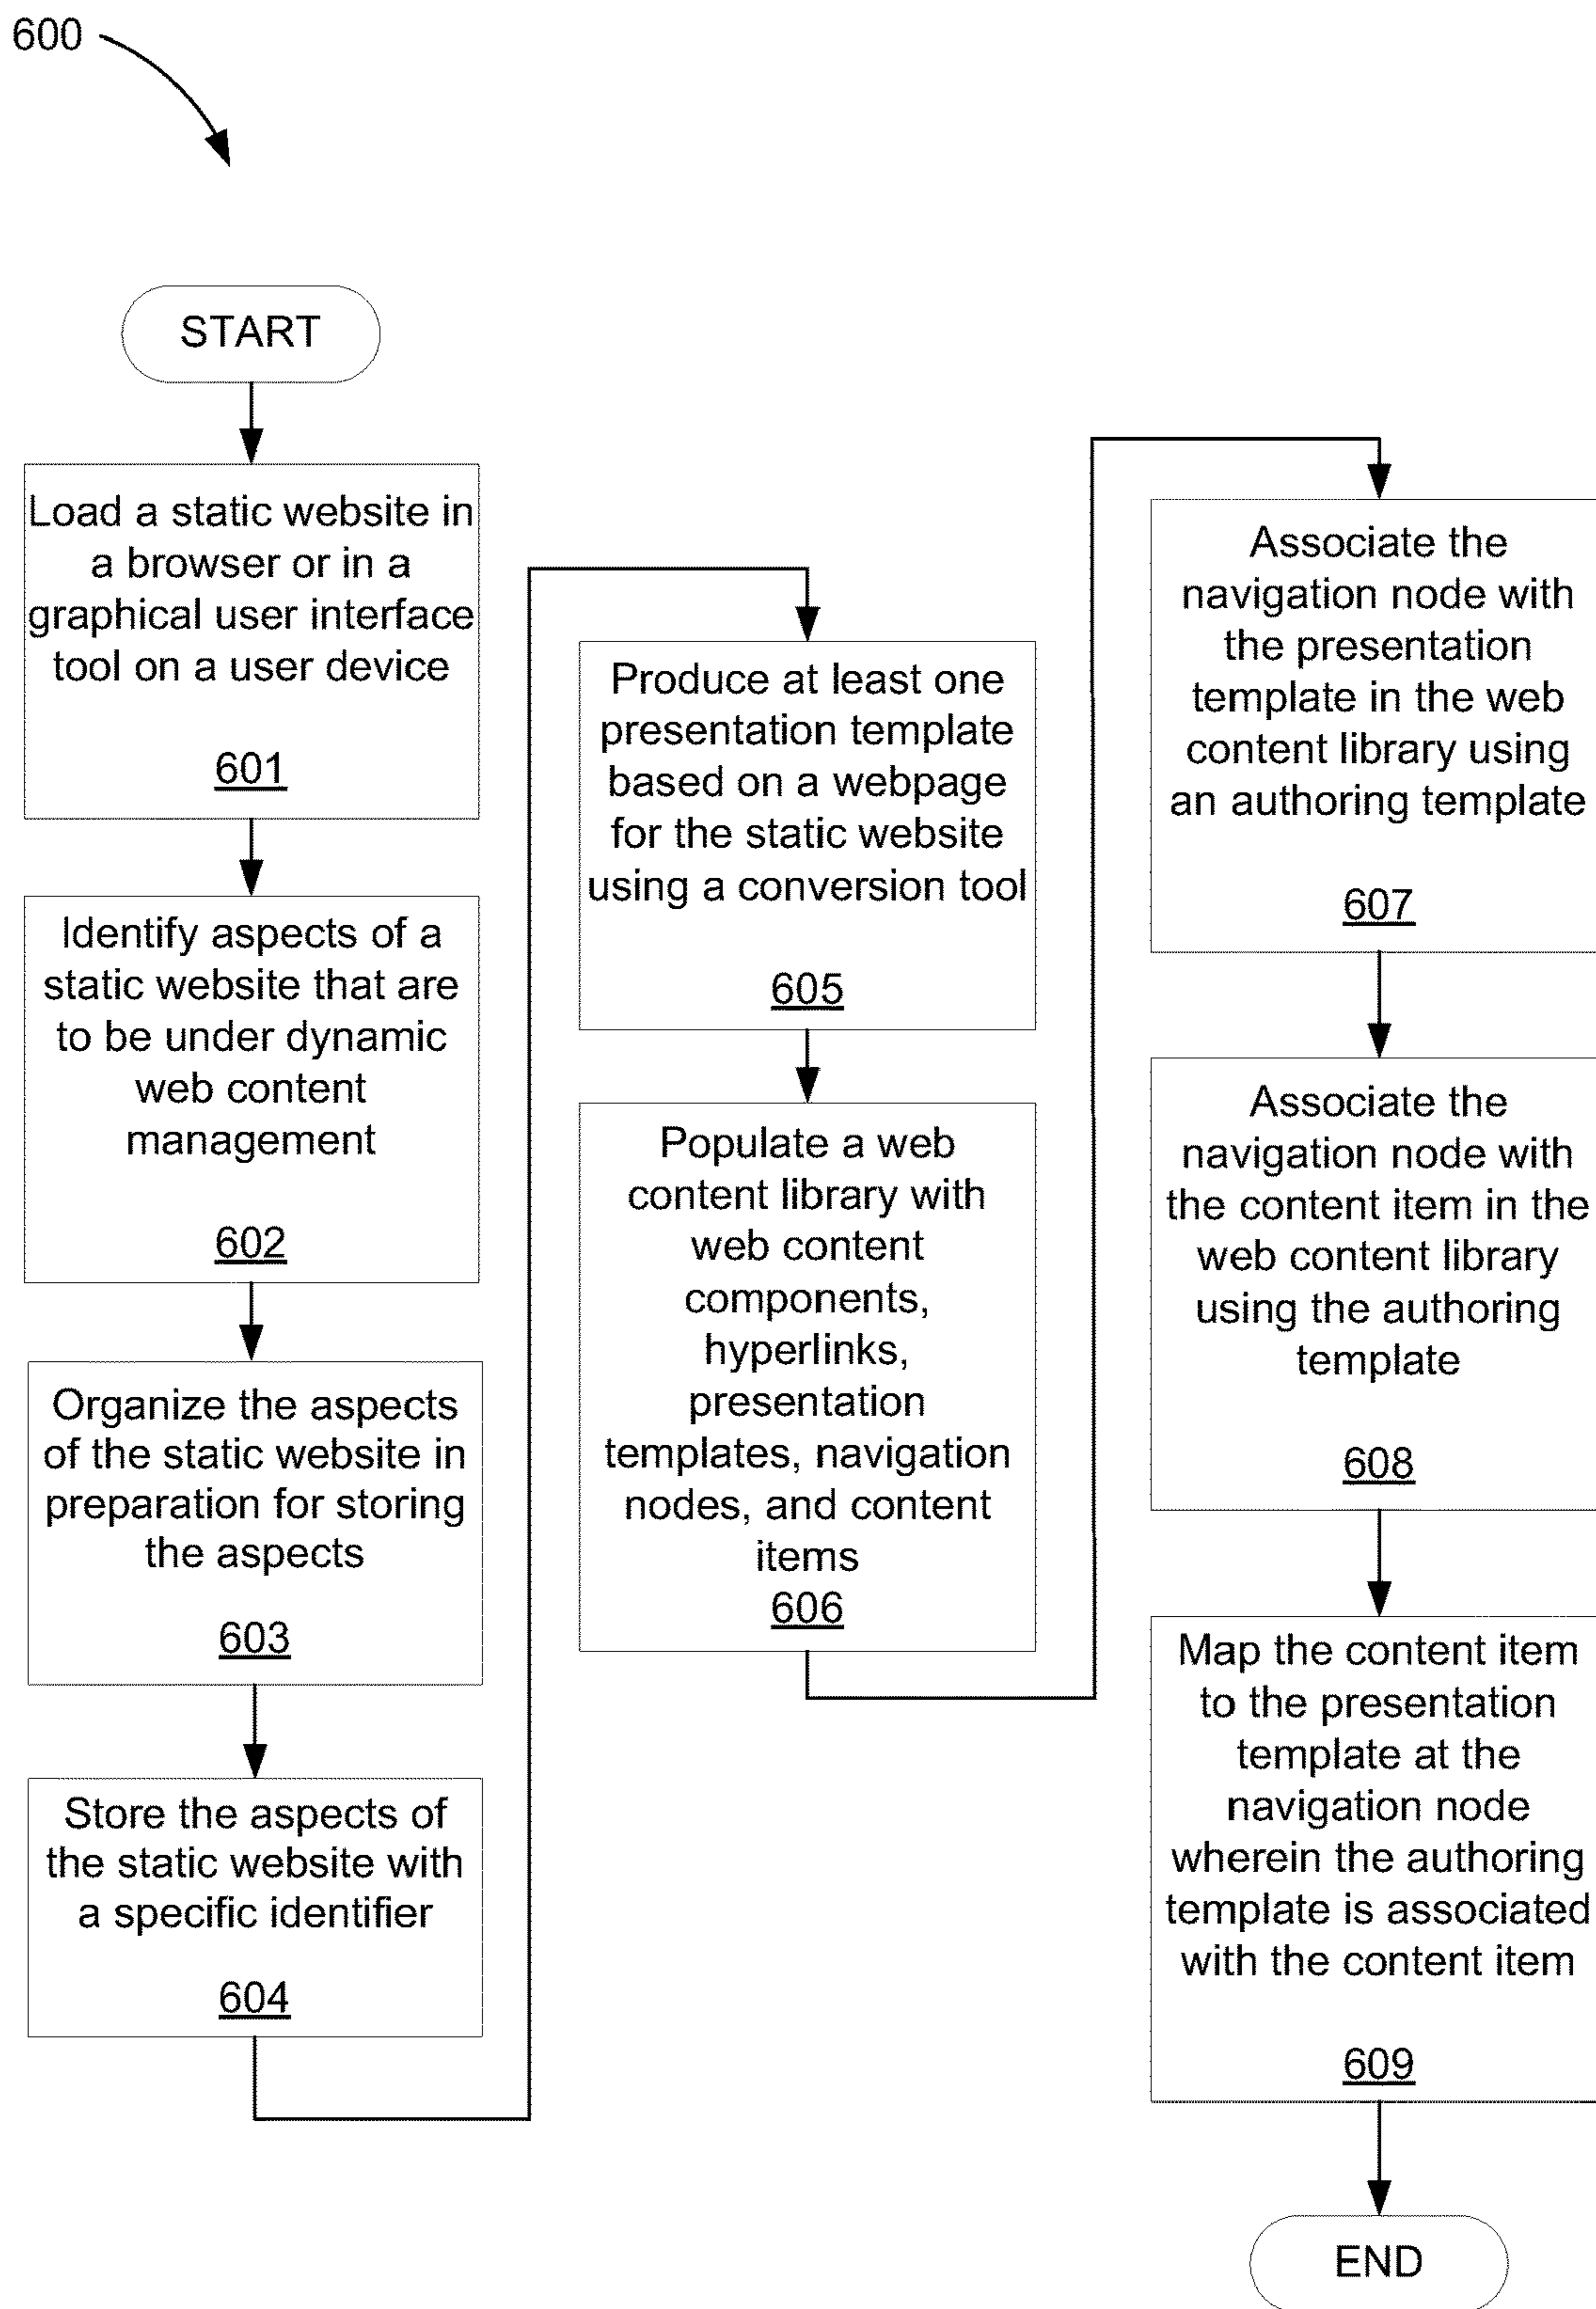 600
START
Load a static website in
a browser or in a
graphical user interface
tool on a user device
601
Identify aspects of a
static website that are
to be under dynamic
web content
management
602
Organize the aspects
of the static website in
preparation for storing
the aspects
603
Store the aspects of
the static website with
a specific identifier
604
Produce at least one
presentation template
based on a webpage
for the static website
using a conversion tool
605
Populate a web
content library with
web content
components,
hyperlinks,
presentation
templates, navigation
nodes, and content
items
606
Associate the
navigation node with
the presentation
template in the web
content library using
an authoring template
607
Associate the
navigation node with
the content item in the
web content library
using the authoring
template
608
Map the content item
to the presentation
template at the
navigation node
wherein the authoring
template is associated
with the content item
609
END